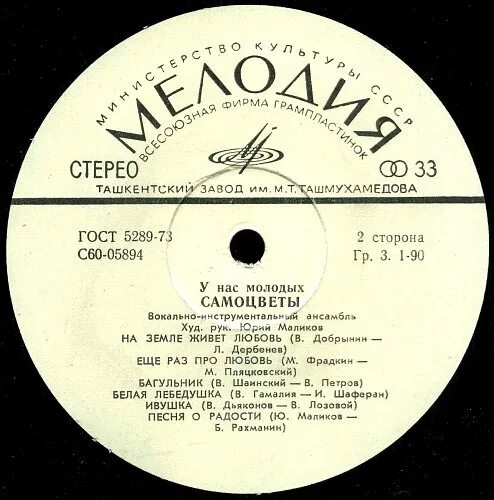 МИНИСТЕРСТВО КУЛЬТУРЫ СССР
МЕЛОДИЯ
ВСЕСОЮЗНАЯ ФИРМА ГРАМПЛАСТИНОК
СТЕРЕО 33
ТАШКЕНТСКИЙ ЗАВОД ИМ. М.Т.ТАШМУХАМЕДОВА
ГОСТ 5289-73 2 сторона
С60-05894 Гр. 3. 1-90
У нас молодых
САМОЦВЕТЫ
Вокально-инструментальный ансамбль
Худ. рук. Юрий Маликов
НА ЗЕМЛЕ ЖИВЕТ ЛЮБОВЬ (В. Добрынин —
Л. Дербенев)
ЕЩЕ РАЗ ПРО ЛЮБОВЬ (М. Фрадкин —
М. Пляцковский)
БАГУЛЬНИК (В. Шаинский — В. Петров)
БЕЛАЯ ЛЕБЕДУШКА (В. Гамалия — И. Шаферан)
ИВУШКА (В. Дьяконов — В. Лозовой)
ПЕСНЯ О РАДОСТИ (Ю. Маликов —
Б. Рахманин)